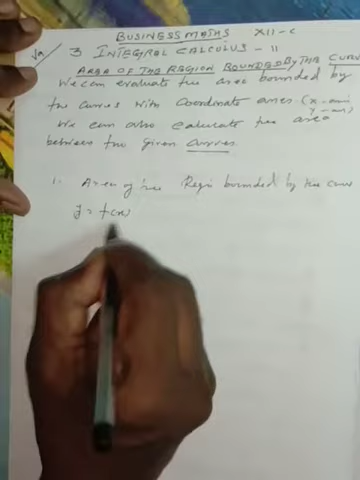 BUSINESS MATHS XII-C
3 INTEGRAL CALCULUS - II
AREA OF THE REGION BOUNDED BY THE CURVE
We can evaluate the area bounded by
the curves with coordinate axes (x-axis
y-axis)
We can also calculate the area
between two given curves
1. Area of the Region bounded by the curve
y = f(x)